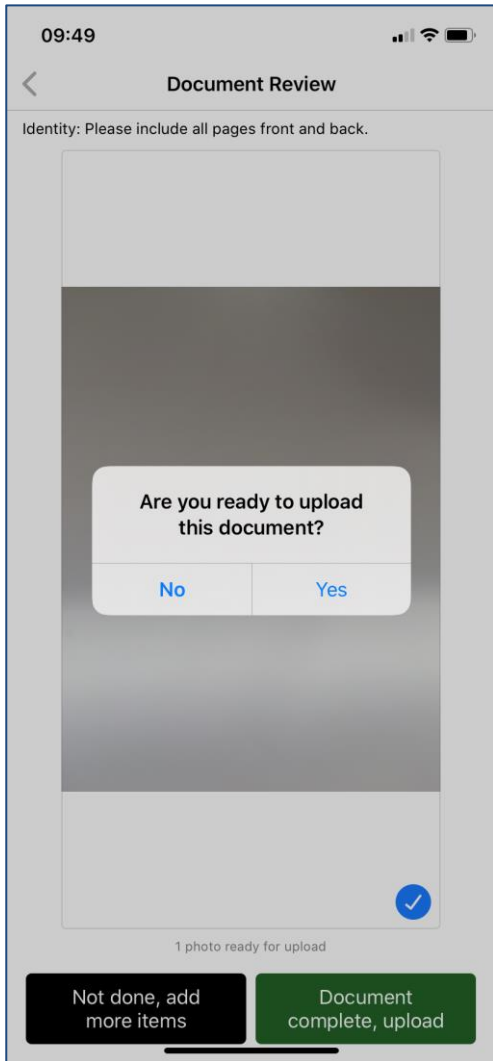 09:49
Document Review
Identity: Please include all pages front and back.
Are you ready to upload
this document?
No
Yes
1 photo ready for upload
Not done, add
more items
Document
complete, upload